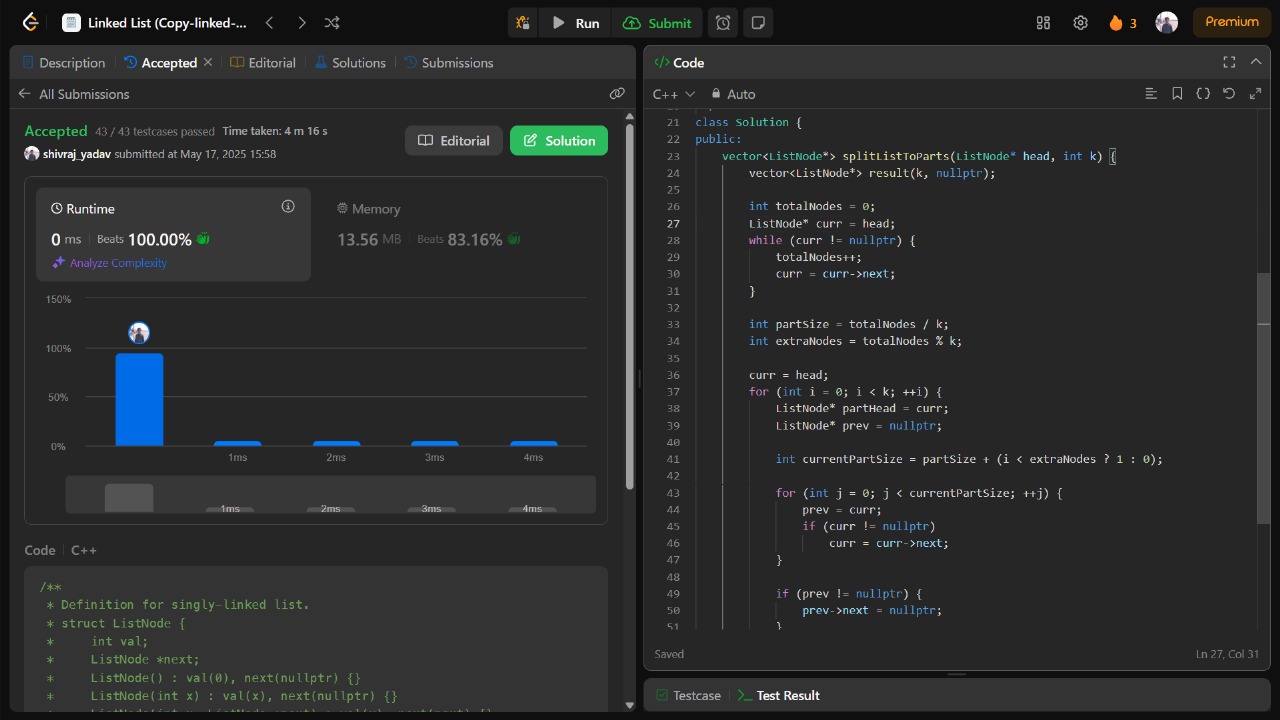 Linked List (Copy-linked-...
Run
Submit
3
Premium
Description
Accepted
Editorial
Solutions
Submissions
All Submissions
Accepted 43 / 43 testcases passed Time taken: 4 m 16 s
shivraj_yadav submitted at May 17, 2025 15:58
Editorial
Solution
Runtime
0 ms Beats 100.00%
Analyze Complexity
Memory
13.56 MB Beats 83.16%
150%
100%
50%
0%
1ms 2ms 3ms 4ms
1ms 2ms 3ms 4ms
Code C++
/**
* Definition for singly-linked list.
* struct ListNode {
*     int val;
*     ListNode *next;
*     ListNode() : val(0), next(nullptr) {}
*     ListNode(int x) : val(x), next(nullptr) {}
Code
C++ Auto
21 class Solution {
22 public:
23     vector<ListNode*> splitListToParts(ListNode* head, int k) {
24         vector<ListNode*> result(k, nullptr);
25
26         int totalNodes = 0;
27         ListNode* curr = head;
28         while (curr != nullptr) {
29             totalNodes++;
30             curr = curr->next;
31         }
32
33         int partSize = totalNodes / k;
34         int extraNodes = totalNodes % k;
35
36         curr = head;
37         for (int i = 0; i < k; ++i) {
38             ListNode* partHead = curr;
39             ListNode* prev = nullptr;
40
41             int currentPartSize = partSize + (i < extraNodes ? 1 : 0);
42
43             for (int j = 0; j < currentPartSize; ++j) {
44                 prev = curr;
45                 if (curr != nullptr)
46                     curr = curr->next;
47             }
48
49             if (prev != nullptr) {
50                 prev->next = nullptr;
51             }
Saved
Ln 27, Col 31
Testcase
Test Result